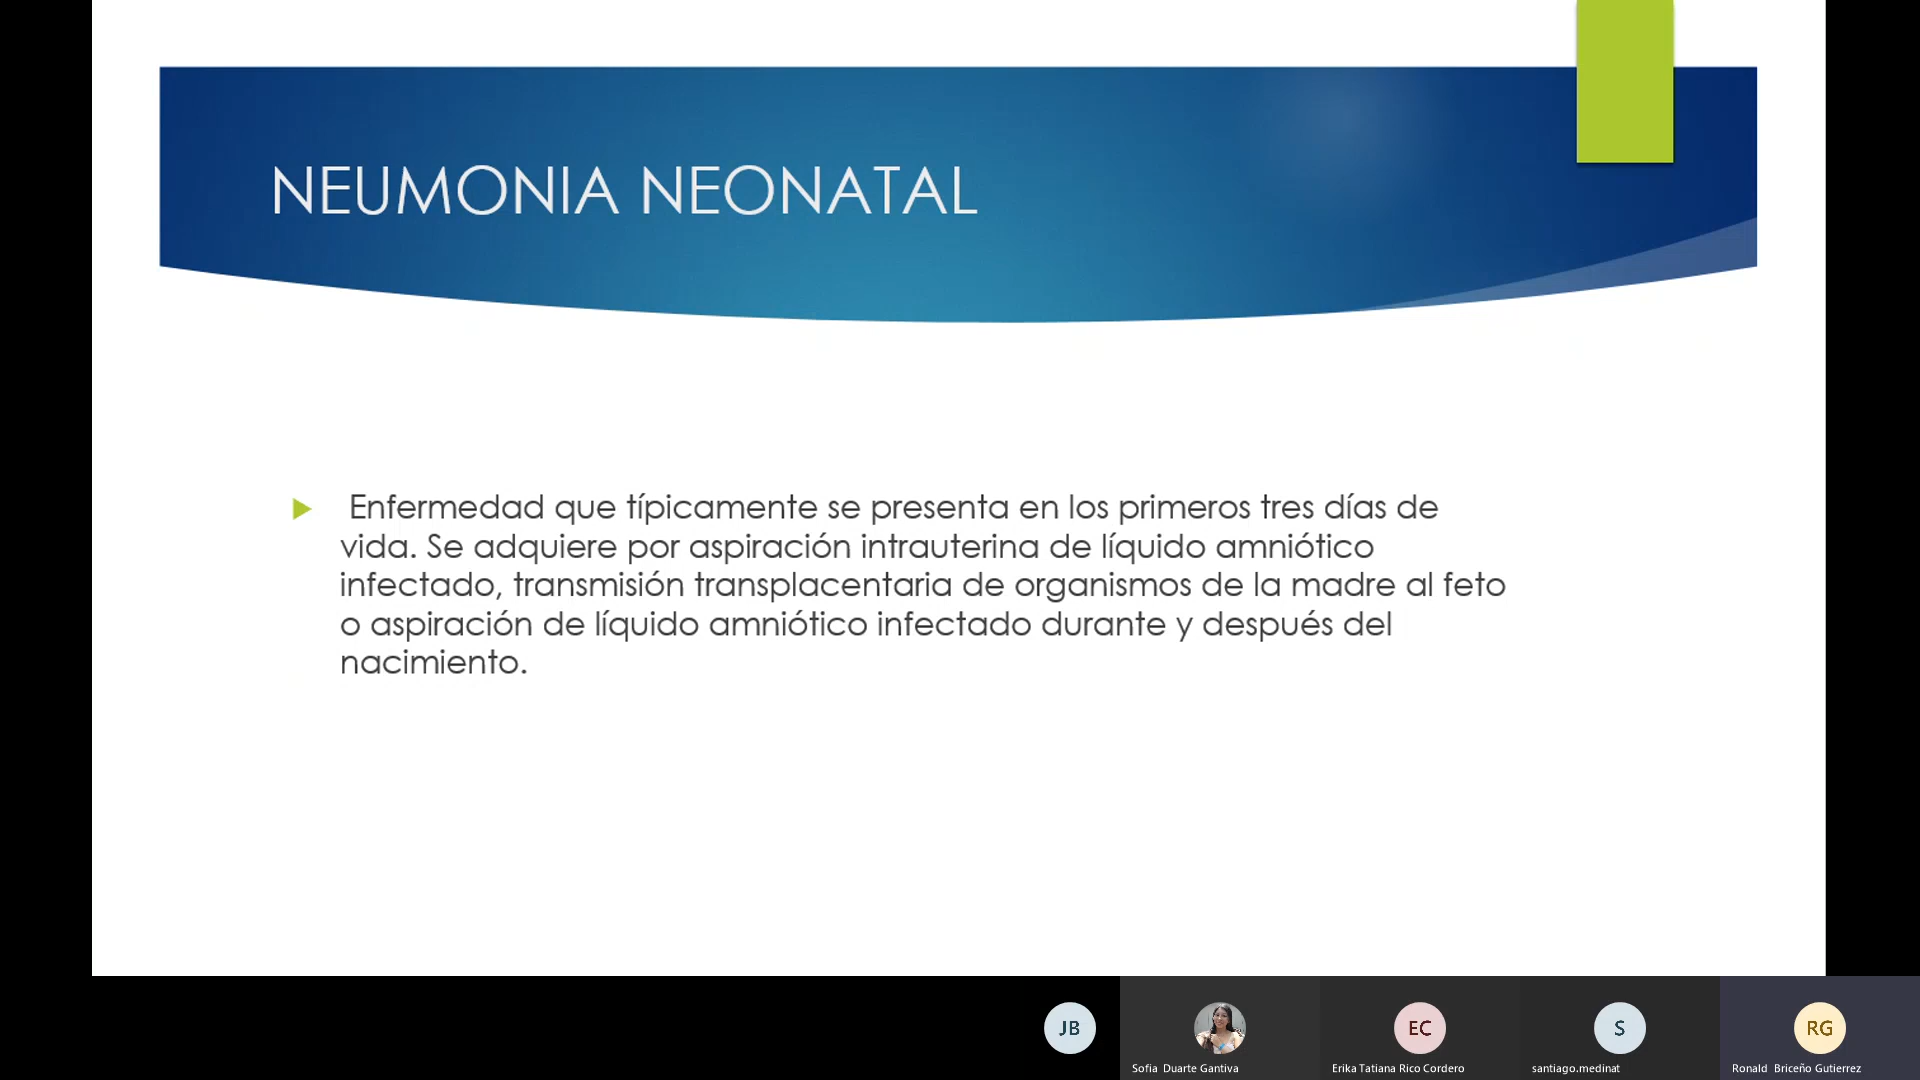 NEUMONIA NEONATAL
Enfermedad que típicamente se presenta en los primeros tres días de
vida. Se adquiere por aspiración intrauterina de líquido amniótico
infectado, transmisión transplacentaria de organismos de la madre al feto
o aspiración de líquido amniótico infectado durante y después del
nacimiento.
JB
EC
S
RG
Sofia Duarte Gantiva
Erika Tatiana Rico Cordero
santiago.medinat
Ronald Briceño Gutierrez